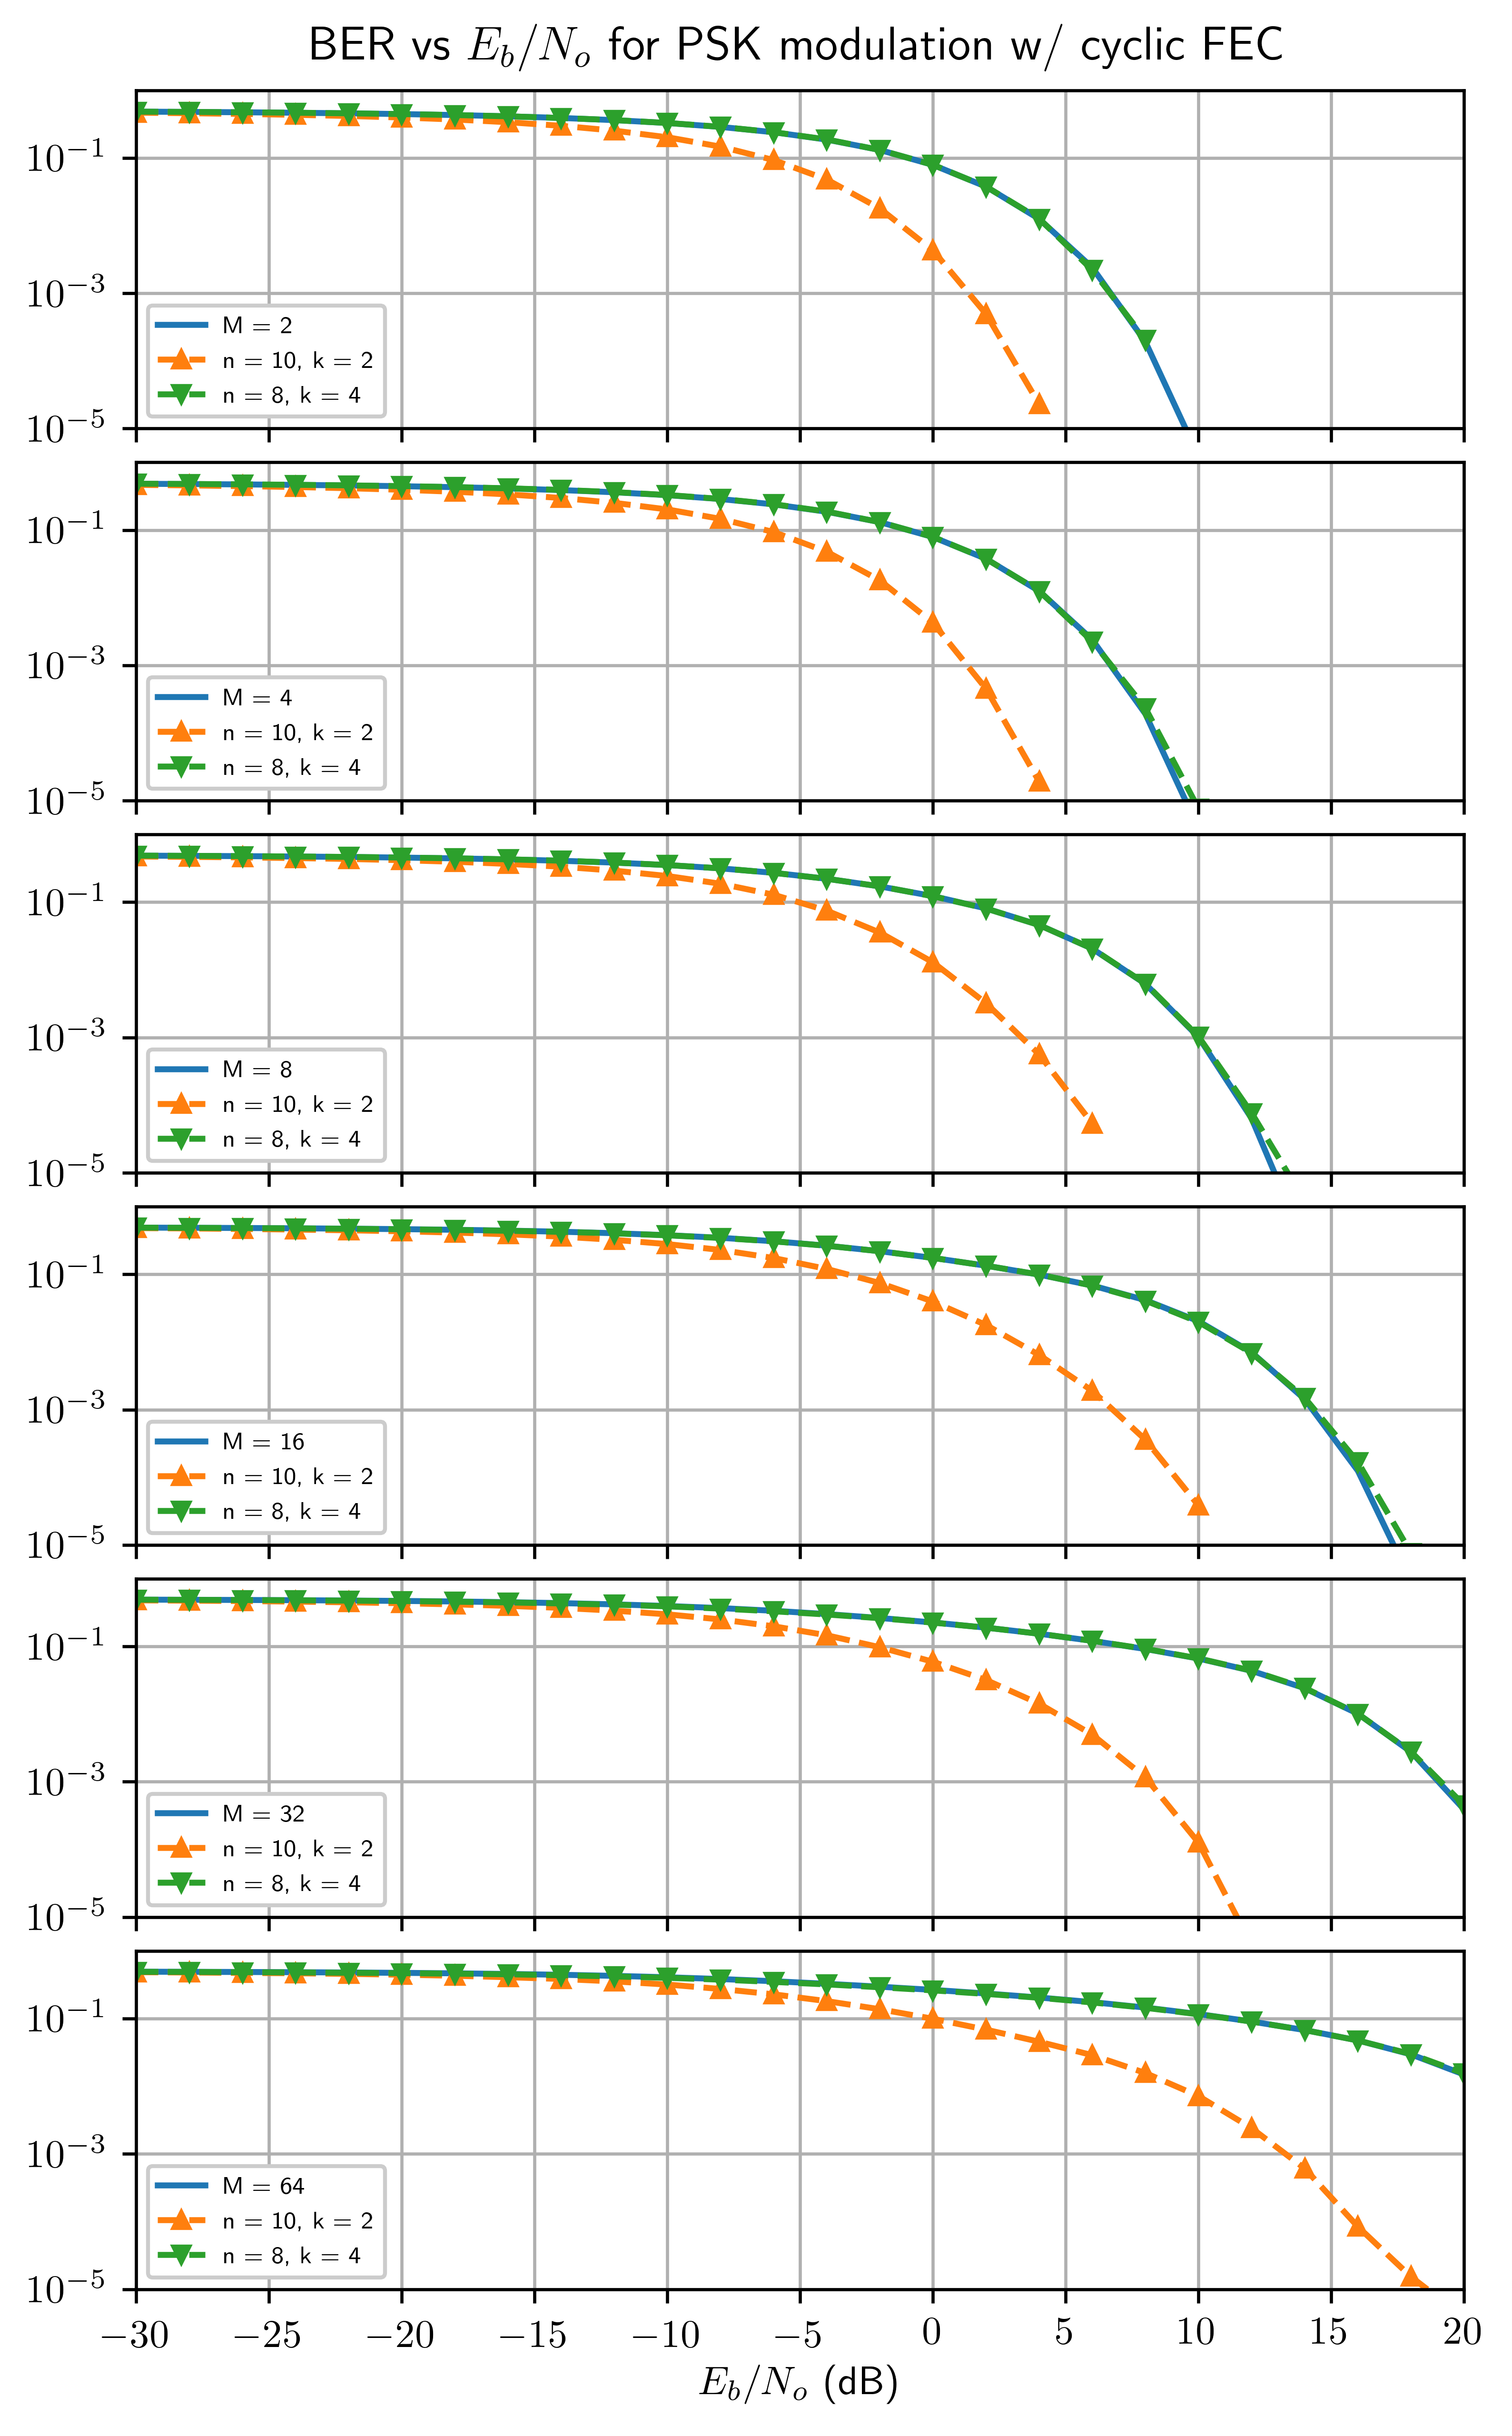 BER vs $E_b/N_o$ for PSK modulation w/ cyclic FEC
10⁻¹
10⁻³
10⁻⁵
M = 2
n = 10, k = 2
n = 8, k = 4
10⁻¹
10⁻³
10⁻⁵
M = 4
n = 10, k = 2
n = 8, k = 4
10⁻¹
10⁻³
10⁻⁵
M = 8
n = 10, k = 2
n = 8, k = 4
10⁻¹
10⁻³
10⁻⁵
M = 16
n = 10, k = 2
n = 8, k = 4
10⁻¹
10⁻³
10⁻⁵
M = 32
n = 10, k = 2
n = 8, k = 4
10⁻¹
10⁻³
10⁻⁵
M = 64
n = 10, k = 2
n = 8, k = 4
−30 −25 −20 −15 −10 −5 0 5 10 15 20
$E_b/N_o$ (dB)